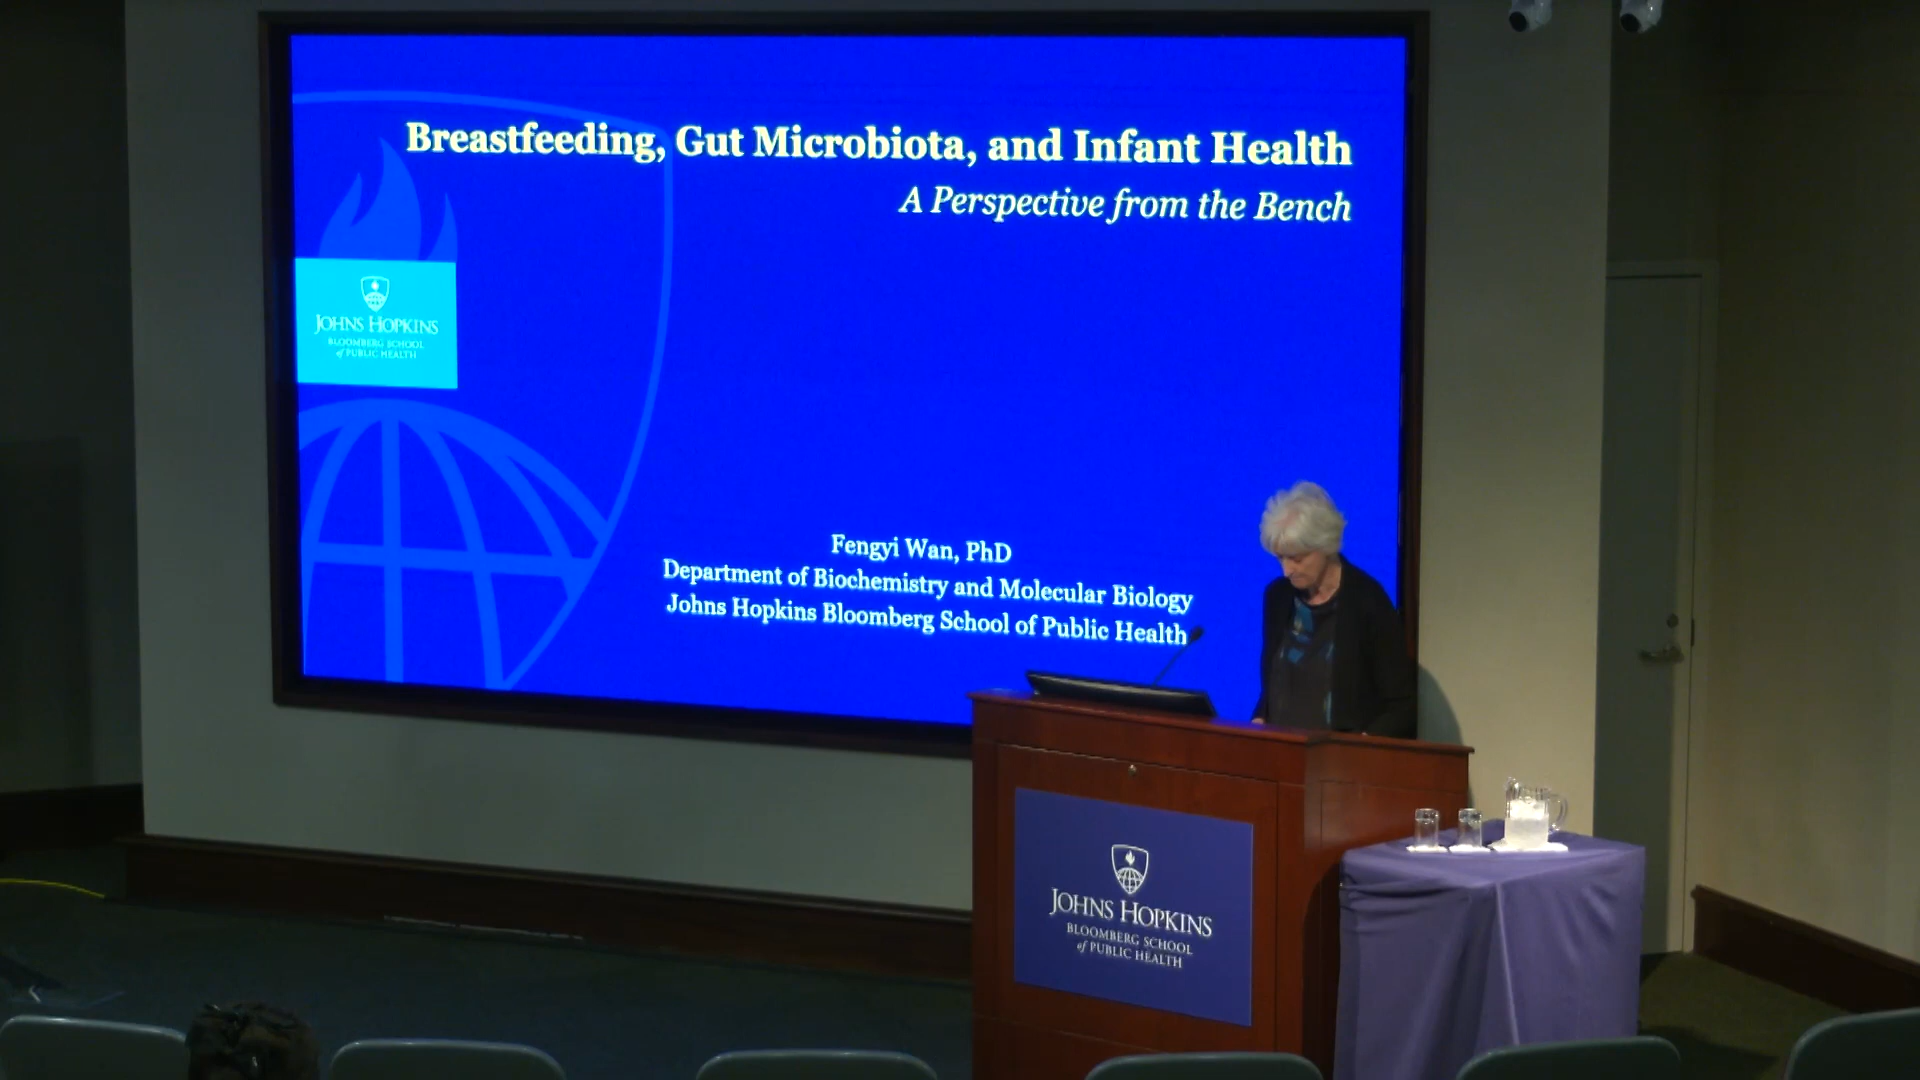 Breastfeeding, Gut Microbiota, and Infant Health
A Perspective from the Bench
JOHNS HOPKINS
BLOOMBERG SCHOOL
of PUBLIC HEALTH
Fengyi Wan, PhD
Department of Biochemistry and Molecular Biology
Johns Hopkins Bloomberg School of Public Health
JOHNS HOPKINS
BLOOMBERG SCHOOL
of PUBLIC HEALTH